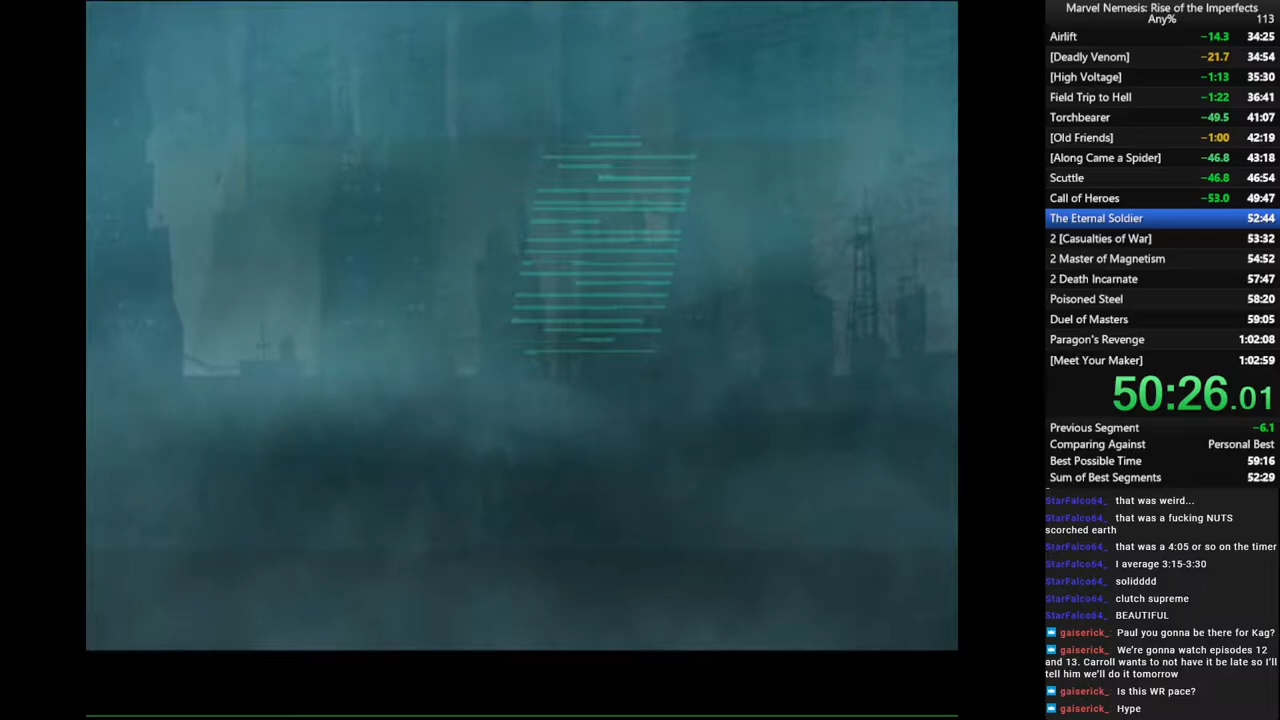 Marvel Nemesis: Rise of the Imperfects
Any% 113
Airlift −14.3 34:25
[Deadly Venom] −21.7 34:54
[High Voltage] −1:13 35:30
Field Trip to Hell −1:22 36:41
Torchbearer −49.5 41:07
[Old Friends] −1:00 42:19
[Along Came a Spider] −46.8 43:18
Scuttle −46.8 46:54
Call of Heroes −53.0 49:47
The Eternal Soldier 52:44
2 [Casualties of War] 53:32
2 Master of Magnetism 54:52
2 Death Incarnate 57:47
Poisoned Steel 58:20
Duel of Masters 59:05
Paragon's Revenge 1:02:08
[Meet Your Maker] 1:02:59
50:26.01
Previous Segment −6.1
Comparing Against Personal Best
Best Possible Time 59:16
Sum of Best Segments 52:29
StarFalco64_ that was weird...
StarFalco64_ that was a fucking NUTS
scorched earth
StarFalco64_ that was a 4:05 or so on the timer
StarFalco64_ I average 3:15-3:30
StarFalco64_ solidddd
StarFalco64_ clutch supreme
StarFalco64_ BEAUTIFUL
gaiserick_: Paul you gonna be there for Kag?
gaiserick_: We're gonna watch episodes 12
and 13. Carroll wants to not have it be late so I'll
tell him we'll do it tomorrow
gaiserick_: Is this WR pace?
gaiserick_: Hype